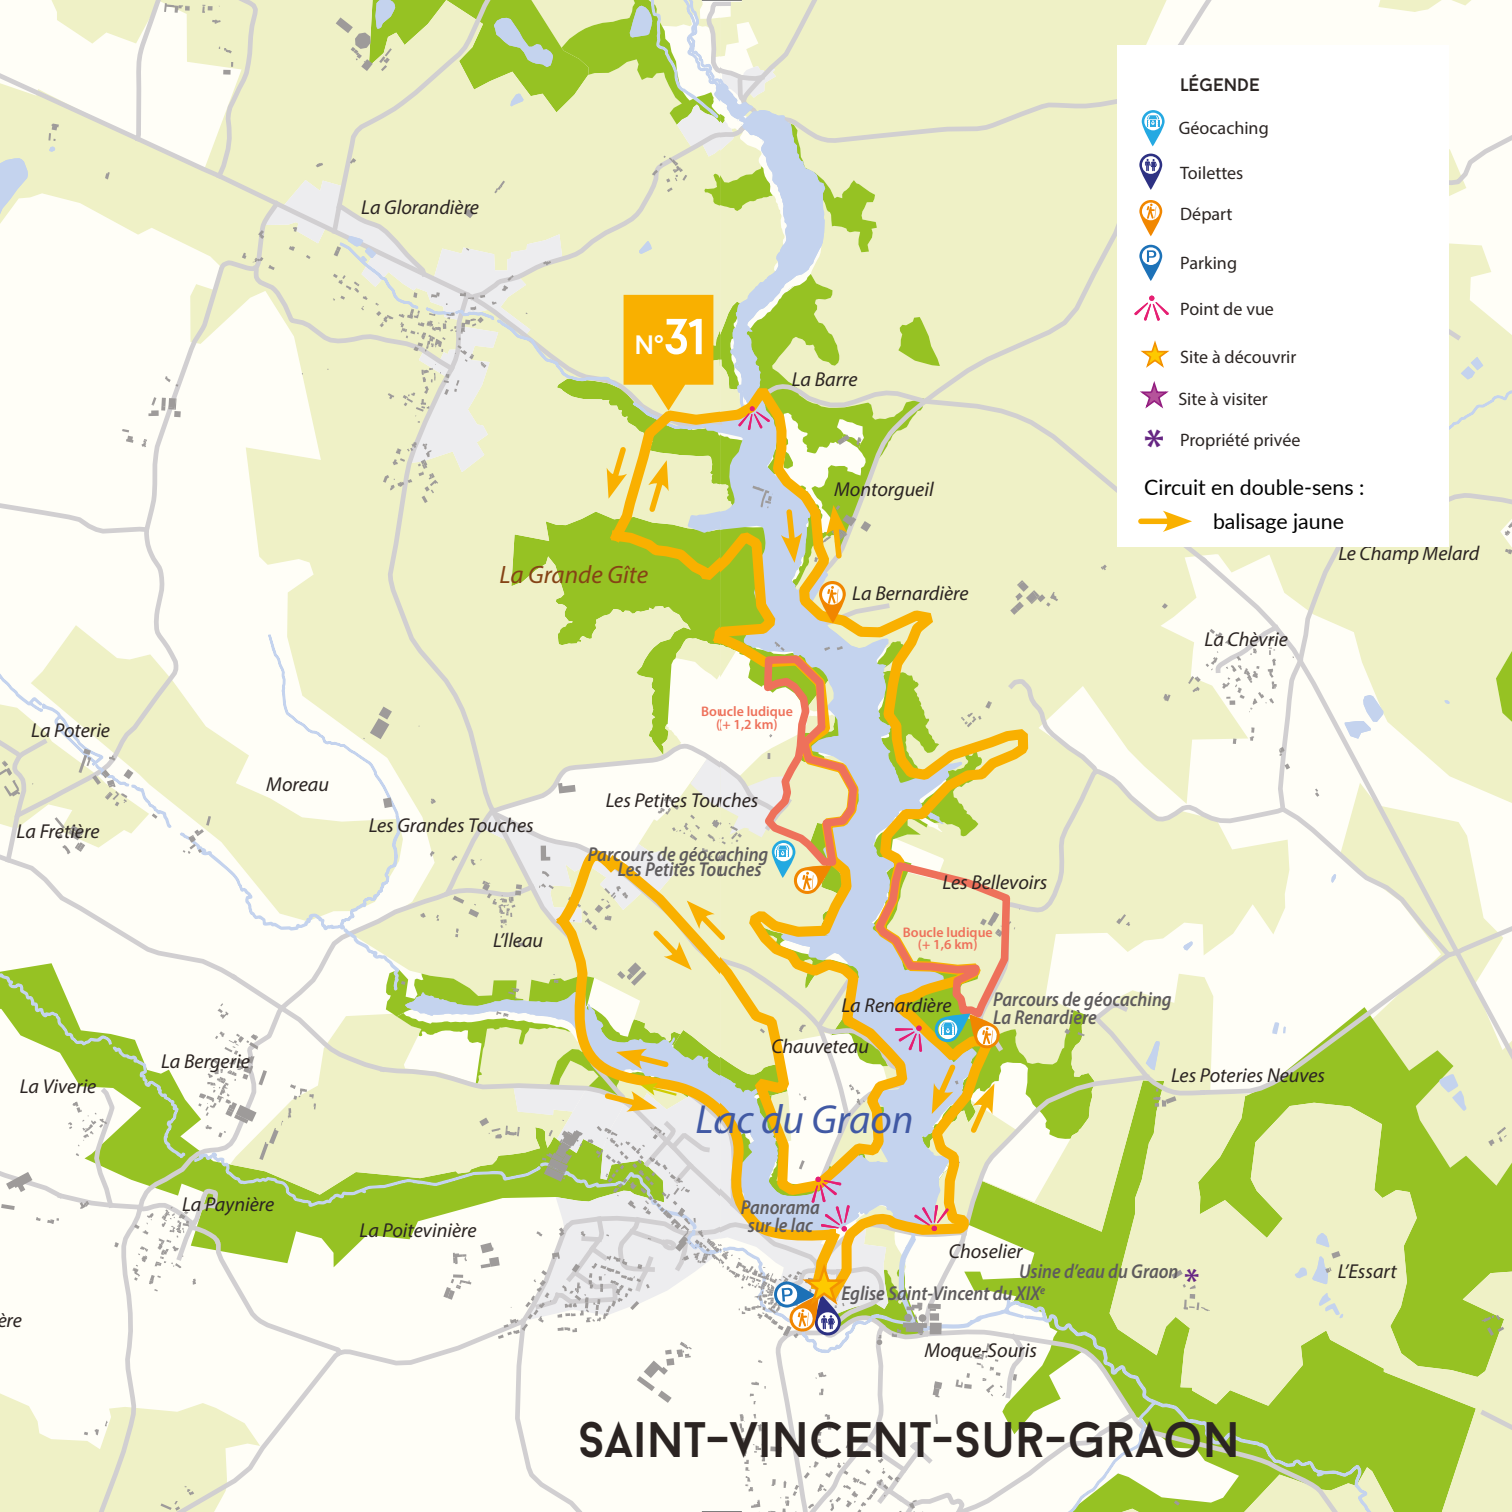 LÉGENDE
Géocaching
Toilettes
Départ
P
Parking
Point de vue
Site à découvrir
Site à visiter
Propriété privée
Circuit en double-sens :
balisage jaune
La Glorandière
N°31
La Barre
Montorgueil
Le Champ Melard
La Grande Gîte
La Bernardière
La Chèvrie
Boucle ludique
(+ 1,2 km)
La Poterie
Moreau
Les Petites Touches
La Fretière
Les Grandes Touches
Parcours de géocaching
Les Petites Touches
Les Bellevoirs
L'Ileau
Boucle ludique
(+ 1,6 km)
La Renardière
Parcours de géocaching
La Renardière
Chauveteau
La Bergerie
La Viverie
Les Poteries Neuves
Lac du Graon
La Paynière
La Poitevinière
Panorama
sur le lac
Choselier
Usine d'eau du Graon
L'Essart
P
Eglise Saint-Vincent du XIXe
ère
Moque-Souris
SAINT-VINCENT-SUR-GRAON